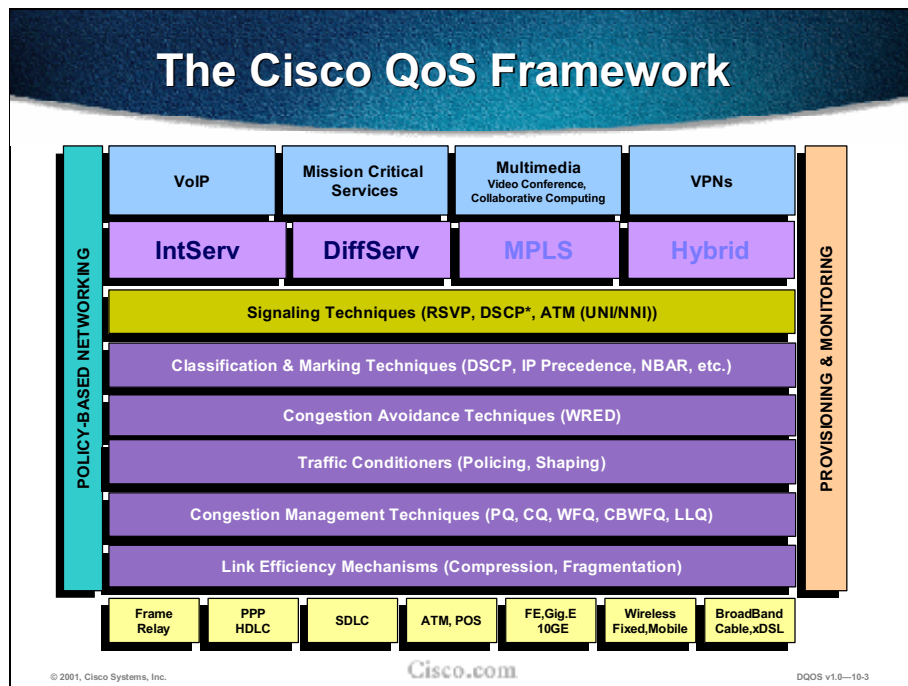 The Cisco QoS Framework
POLICY-BASED NETWORKING
VoIP
Mission Critical
Services
Multimedia
Video Conference,
Collaborative Computing
VPNs
IntServ
DiffServ
MPLS
Hybrid
Signaling Techniques (RSVP, DSCP*, ATM (UNI/NNI))
Classification & Marking Techniques (DSCP, IP Precedence, NBAR, etc.)
Congestion Avoidance Techniques (WRED)
Traffic Conditioners (Policing, Shaping)
Congestion Management Techniques (PQ, CQ, WFQ, CBWFQ, LLQ)
Link Efficiency Mechanisms (Compression, Fragmentation)
PROVISIONING & MONITORING
Frame
Relay
PPP
HDLC
SDLC
ATM, POS
FE,Gig.E
10GE
Wireless
Fixed,Mobile
BroadBand
Cable,xDSL
© 2001, Cisco Systems, Inc.
Cisco.com
DQOS v1.0—10-3